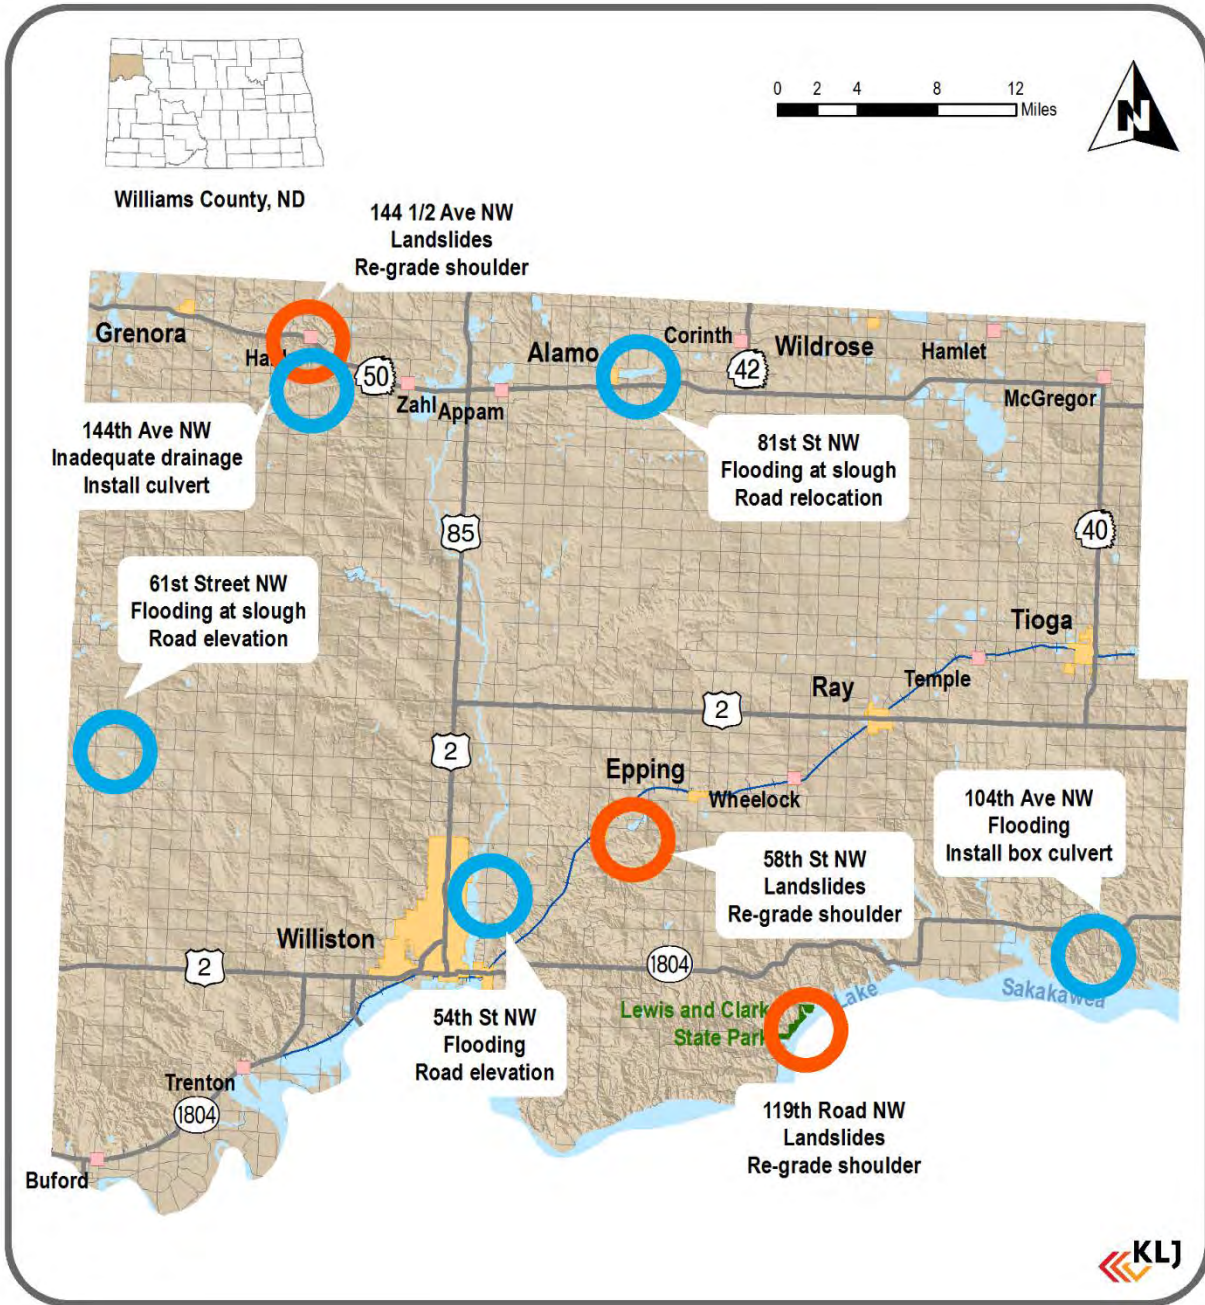 0 2 4 8 12
Miles
N
Williams County, ND
144 1/2 Ave NW
Landslides
Re-grade shoulder
Grenora
50
Zahl
Appam
Alamo
Corinth
42
Wildrose
Hamlet
McGregor
144th Ave NW
Inadequate drainage
Install culvert
81st St NW
Flooding at slough
Road relocation
85
40
61st Street NW
Flooding at slough
Road elevation
Tioga
Temple
Ray
2
2
Epping
Wheelock
104th Ave NW
Flooding
Install box culvert
58th St NW
Landslides
Re-grade shoulder
Williston
2
1804
54th St NW
Flooding
Road elevation
Lewis and Clark
State Park
Lake
Sakakawea
Trenton
1804
119th Road NW
Landslides
Re-grade shoulder
Buford
KLJ